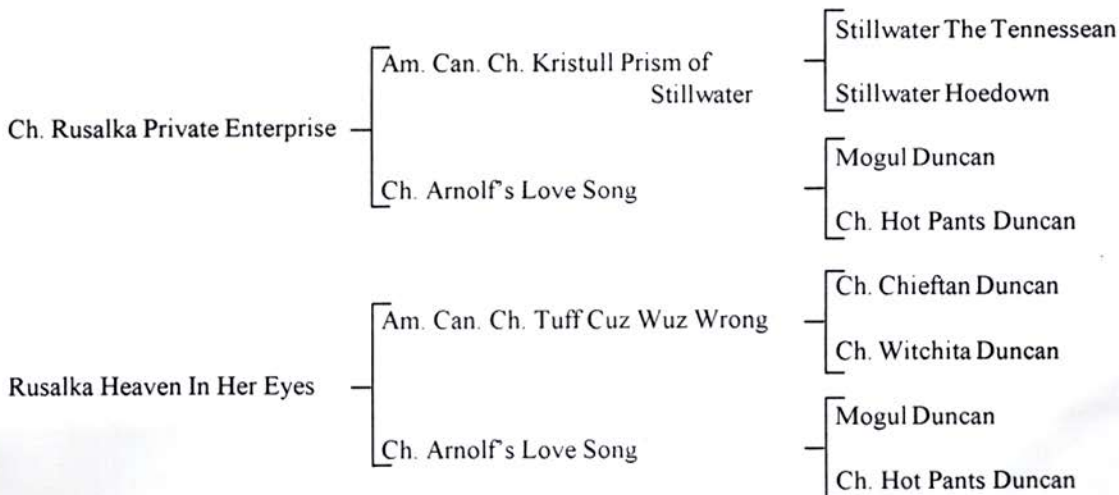 Stillwater The Tennessean
Am. Can. Ch. Kristull Prism of
Stillwater
Stillwater Hoedown
Ch. Rusalka Private Enterprise
Mogul Duncan
Ch. Arnolf's Love Song
Ch. Hot Pants Duncan
Ch. Chieftan Duncan
Am. Can. Ch. Tuff Cuz Wuz Wrong
Ch. Witchita Duncan
Rusalka Heaven In Her Eyes
Mogul Duncan
Ch. Arnolf's Love Song
Ch. Hot Pants Duncan